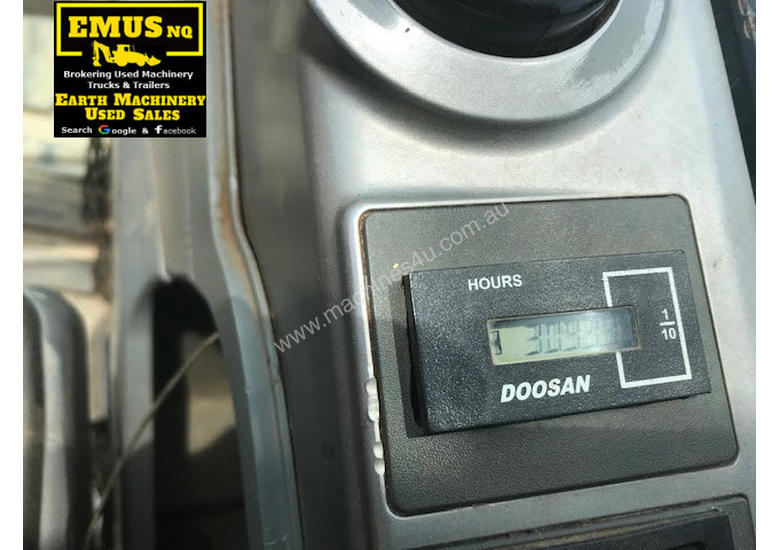 EMUS NQ
Brokering Used Machinery
Trucks & Trailers
EARTH MACHINERY
USED SALES
Search Google & facebook
www.machines4u.com.au
HOURS
1
10
DOOSAN